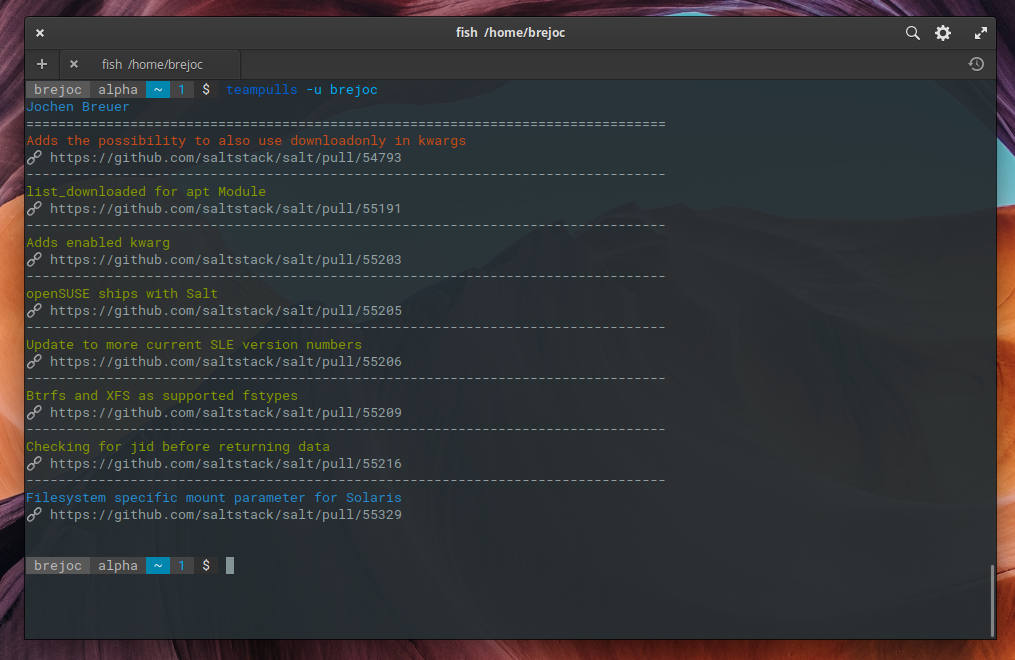 fish /home/brejoc
fish /home/brejoc
brejoc alpha ~ 1 $ teampulls -u brejoc
Jochen Breuer
================================================================================
Adds the possibility to also use downloadonly in kwargs
https://github.com/saltstack/salt/pull/54793
--------------------------------------------------------------------------------
list_downloaded for apt Module
https://github.com/saltstack/salt/pull/55191
--------------------------------------------------------------------------------
Adds enabled kwarg
https://github.com/saltstack/salt/pull/55203
--------------------------------------------------------------------------------
openSUSE ships with Salt
https://github.com/saltstack/salt/pull/55205
--------------------------------------------------------------------------------
Update to more current SLE version numbers
https://github.com/saltstack/salt/pull/55206
--------------------------------------------------------------------------------
Btrfs and XFS as supported fstypes
https://github.com/saltstack/salt/pull/55209
--------------------------------------------------------------------------------
Checking for jid before returning data
https://github.com/saltstack/salt/pull/55216
--------------------------------------------------------------------------------
Filesystem specific mount parameter for Solaris
https://github.com/saltstack/salt/pull/55329
brejoc alpha ~ 1 $